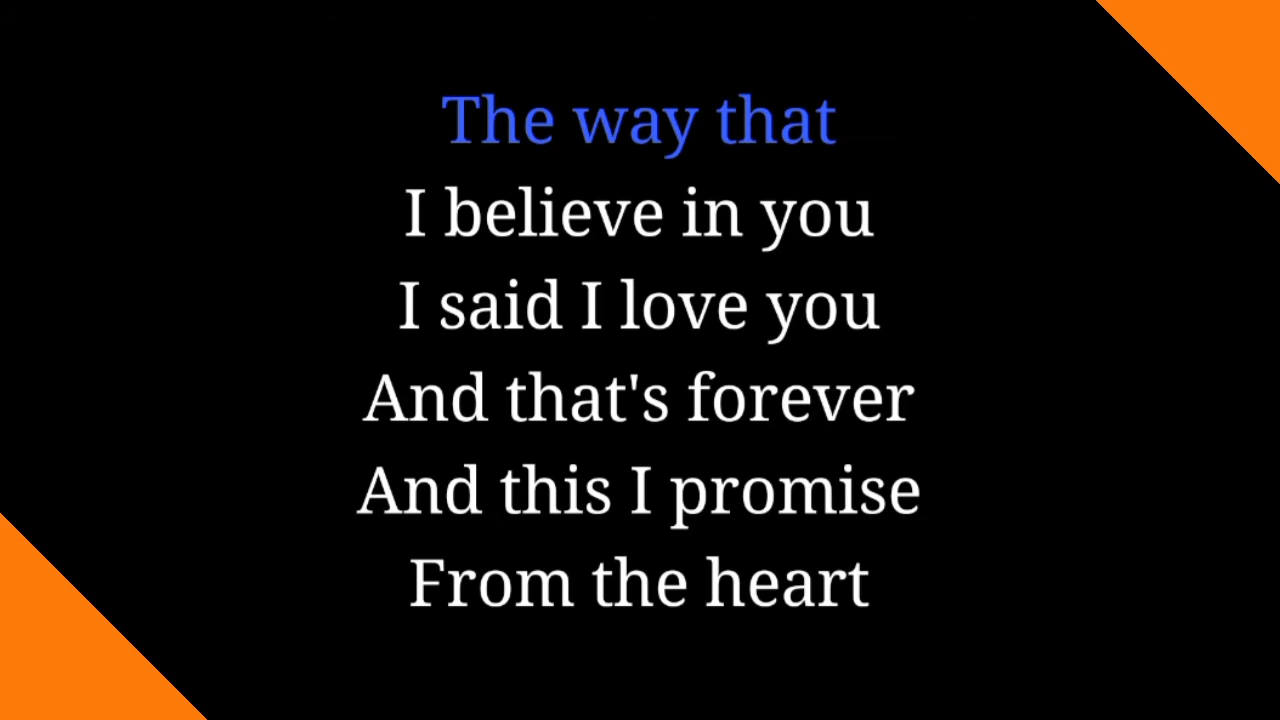 The way that
I believe in you
I said I love you
And that's forever
And this I promise
From the heart